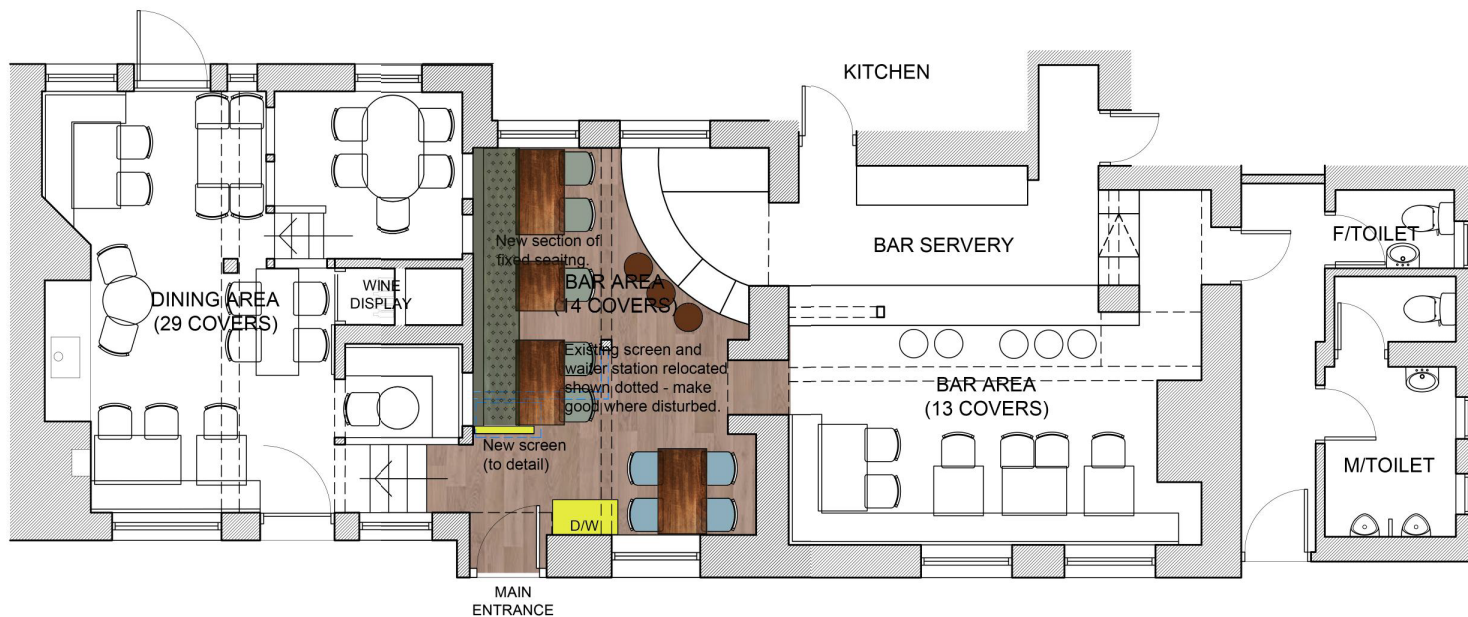 KITCHEN
BAR SERVERY
F/TOILET
New section of
fixed seaitng.
BAR AREA
(14 COVERS)
WINE
DISPLAY
DINING AREA
(29 COVERS)
Existing screen and
waiter station relocated
shown dotted - make
good where disturbed.
BAR AREA
(13 COVERS)
New screen
(to detail)
M/TOILET
D/W
MAIN
ENTRANCE